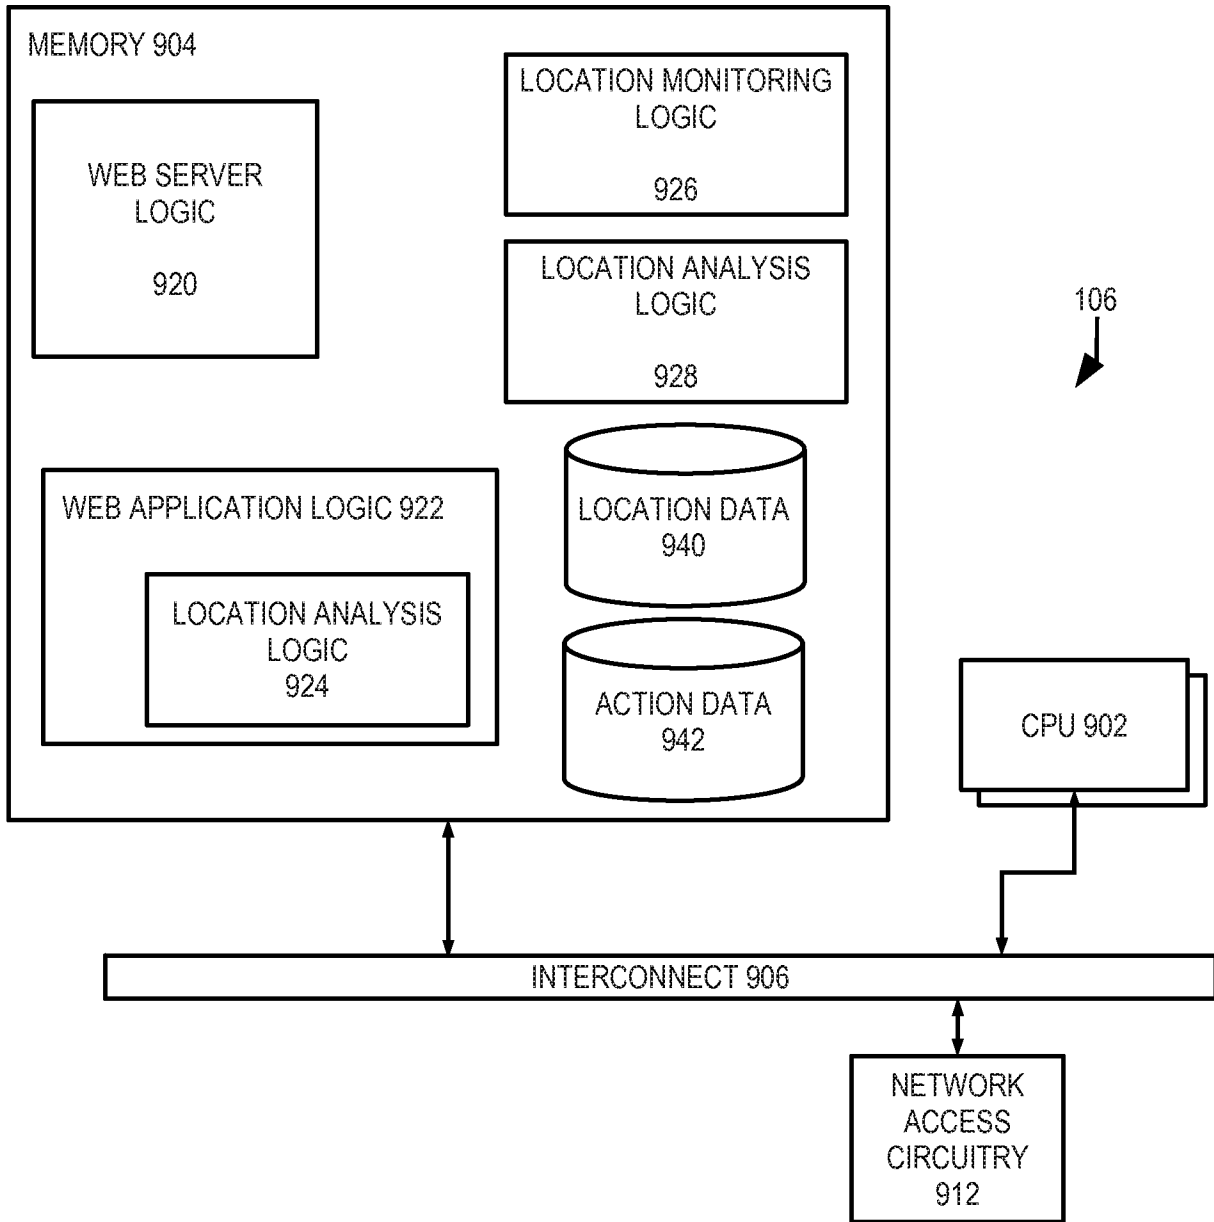 MEMORY 904
WEB SERVER
LOGIC
920
LOCATION MONITORING
LOGIC
926
LOCATION ANALYSIS
LOGIC
928
106
WEB APPLICATION LOGIC 922
LOCATION ANALYSIS
LOGIC
924
LOCATION DATA
940
ACTION DATA
942
CPU 902
INTERCONNECT 906
NETWORK
ACCESS
CIRCUITRY
912